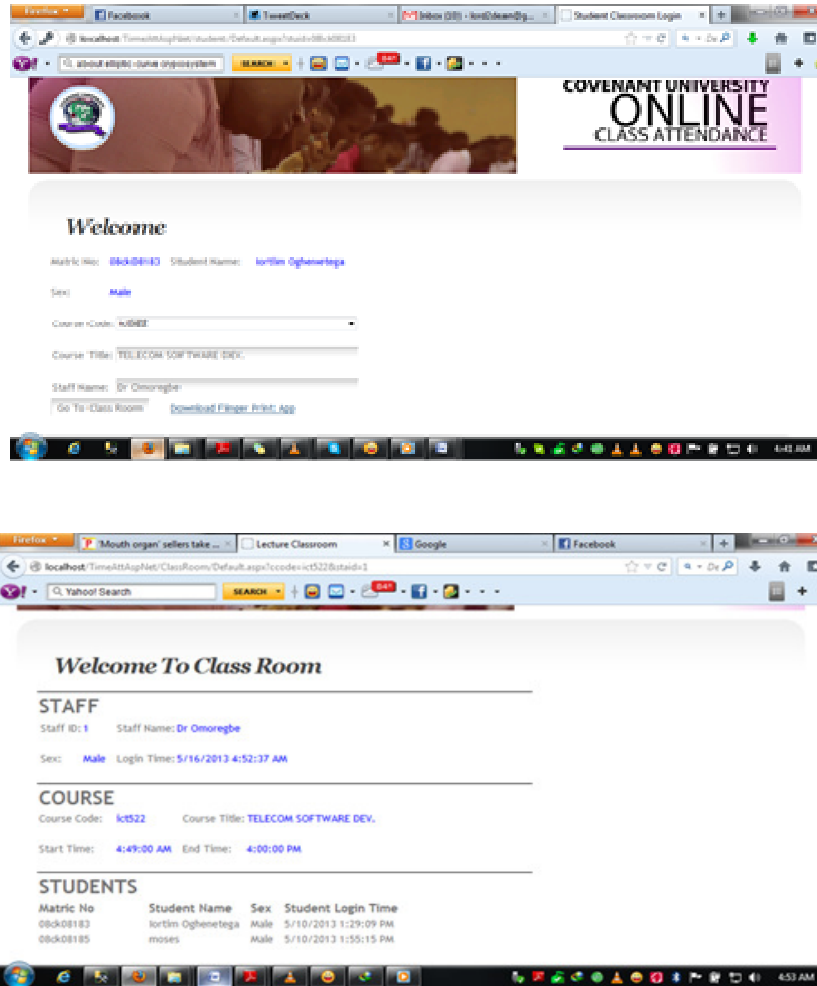 Firefox
Facebook
TweetDeck
Student Classroom Login
SEARCH
84°
COVENANT UNIVERSITY
ONLINE
CLASS ATTENDANCE
Welcome
Matric No: 08ck08183 Student Name: Iortim Oghenetega
Sex: Male
Course Code:
Course Title: TELECOM SOFTWARE DEV.
Staff Name: Dr Omoregbe
Go To Class Room Download Finger Print App
4:41 AM
Firefox
'Mouth organ' sellers take ... Lecture Classroom Google Facebook
localhost/TimeAttAspNet/ClassRoom/Default.aspx?ccode=ict522&staid=1
Yahoo! Search SEARCH 84°
Welcome To Class Room
STAFF
Staff ID: 1 Staff Name: Dr Omoregbe
Sex: Male Login Time: 5/16/2013 4:52:37 AM
COURSE
Course Code: ict522 Course Title: TELECOM SOFTWARE DEV.
Start Time: 4:49:00 AM End Time: 4:00:00 PM
STUDENTS
Matric No Student Name Sex Student Login Time
08ck08183 Iortim Oghenetega Male 5/10/2013 1:29:09 PM
08ck08185 moses Male 5/10/2013 1:55:15 PM
4:53 AM